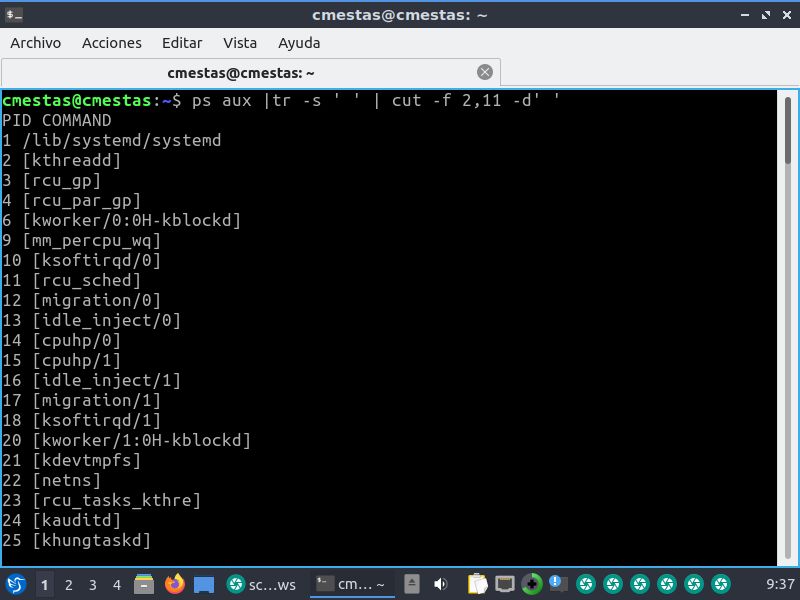 cmestas@cmestas: ~
Archivo Acciones Editar Vista Ayuda
cmestas@cmestas: ~
cmestas@cmestas:~$ ps aux |tr -s ' ' | cut -f 2,11 -d' '
PID COMMAND
1 /lib/systemd/systemd
2 [kthreadd]
3 [rcu_gp]
4 [rcu_par_gp]
6 [kworker/0:0H-kblockd]
9 [mm_percpu_wq]
10 [ksoftirqd/0]
11 [rcu_sched]
12 [migration/0]
13 [idle_inject/0]
14 [cpuhp/0]
15 [cpuhp/1]
16 [idle_inject/1]
17 [migration/1]
18 [ksoftirqd/1]
20 [kworker/1:0H-kblockd]
21 [kdevtmpfs]
22 [netns]
23 [rcu_tasks_kthre]
24 [kauditd]
25 [khungtaskd]
1 2 3 4 sc...ws cm... ~ 9:37